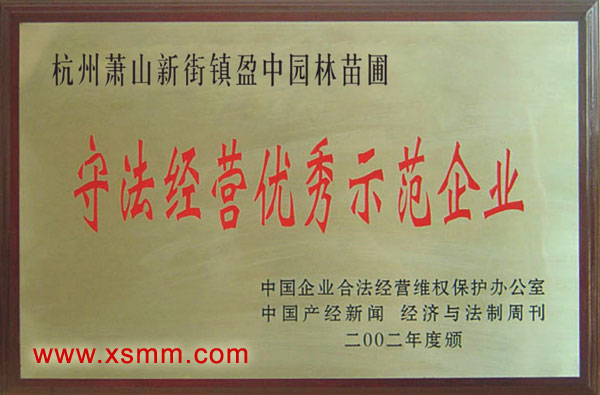 杭州萧山新街镇盈中园林苗圃
守法经营优秀示范企业
中国企业合法经营维权保护办公室
中国产经新闻 经济与法制周刊
二00二年度颁
www.xsmm.com